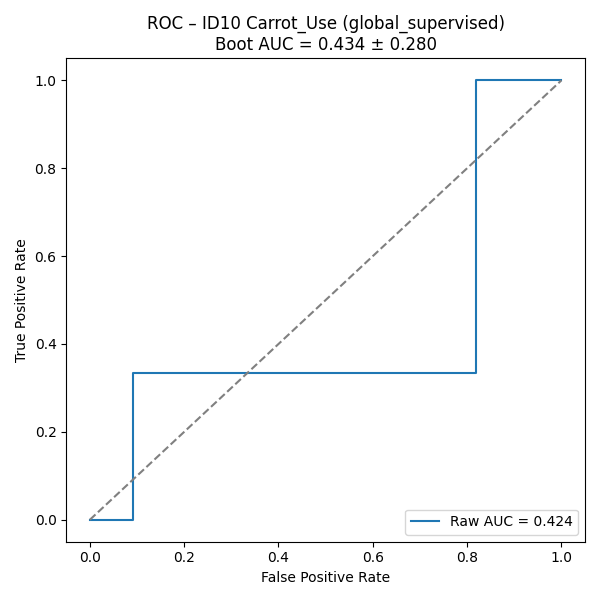 ROC – ID10 Carrot_Use (global_supervised)
Boot AUC = 0.434 ± 0.280
True Positive Rate
1.0
0.8
0.6
0.4
0.2
0.0
Raw AUC = 0.424
0.0 0.2 0.4 0.6 0.8 1.0
False Positive Rate